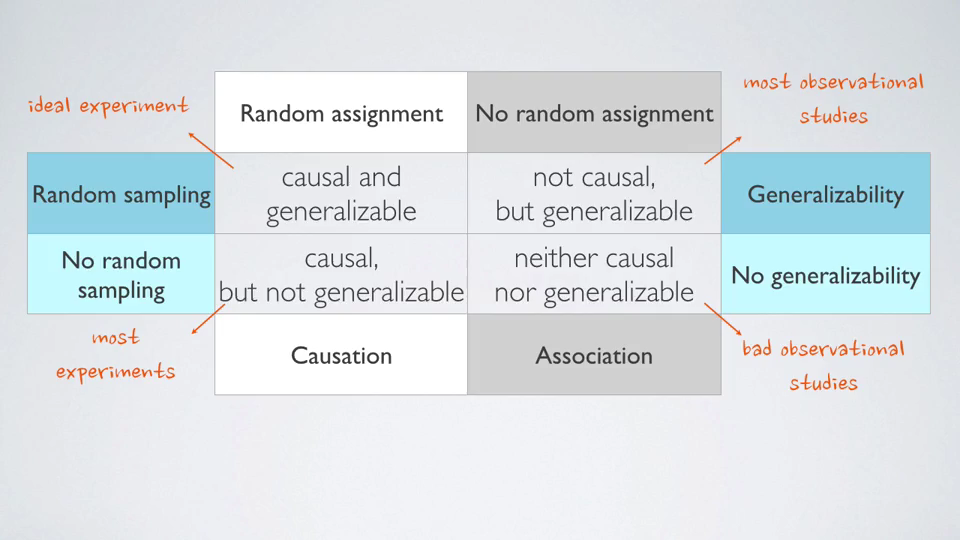 ideal experiment
Random assignment
No random assignment
most observational
studies
Random sampling
causal and
generalizable
not causal,
but generalizable
Generalizability
No random
sampling
causal,
but not generalizable
neither causal
nor generalizable
No generalizability
most
experiments
Causation
Association
bad observational
studies